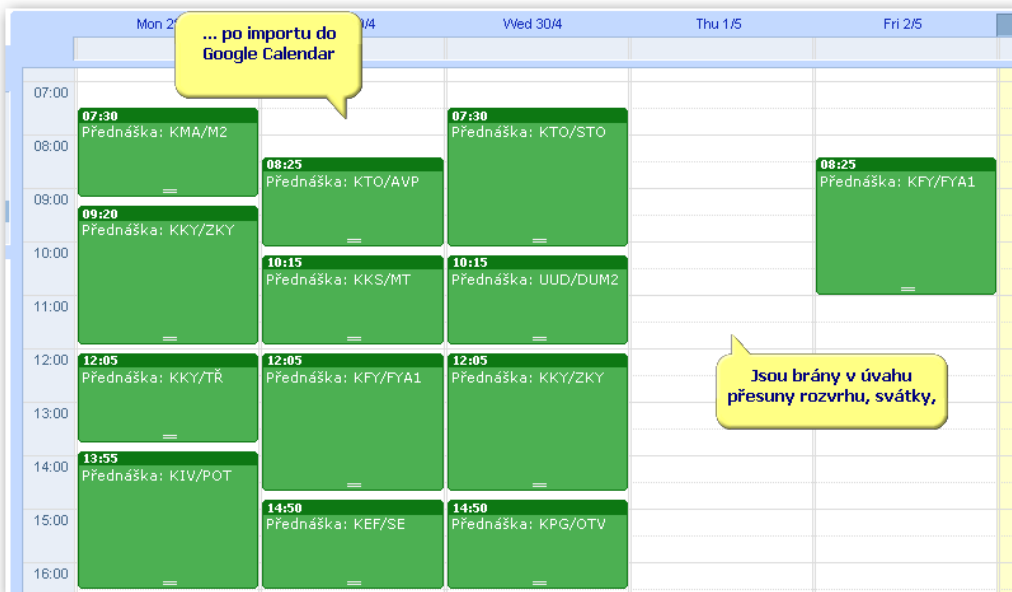 Mon 2
/4
Wed 30/4
Thu 1/5
Fri 2/5
... po importu do
Google Calendar
07:00
08:00
09:00
10:00
11:00
12:00
13:00
14:00
15:00
16:00
07:30
Přednáška: KMA/M2
09:20
Přednáška: KKY/ZKY
12:05
Přednáška: KKY/TŘ
13:55
Přednáška: KIV/POT
08:25
Přednáška: KTO/AVP
10:15
Přednáška: KKS/MT
12:05
Přednáška: KFY/FYA1
14:50
Přednáška: KEF/SE
07:30
Přednáška: KTO/STO
10:15
Přednáška: UUD/DUM2
12:05
Přednáška: KKY/ZKY
14:50
Přednáška: KPG/OTV
08:25
Přednáška: KFY/FYA1
Jsou brány v úvahu
přesuny rozvrhu, svátky,